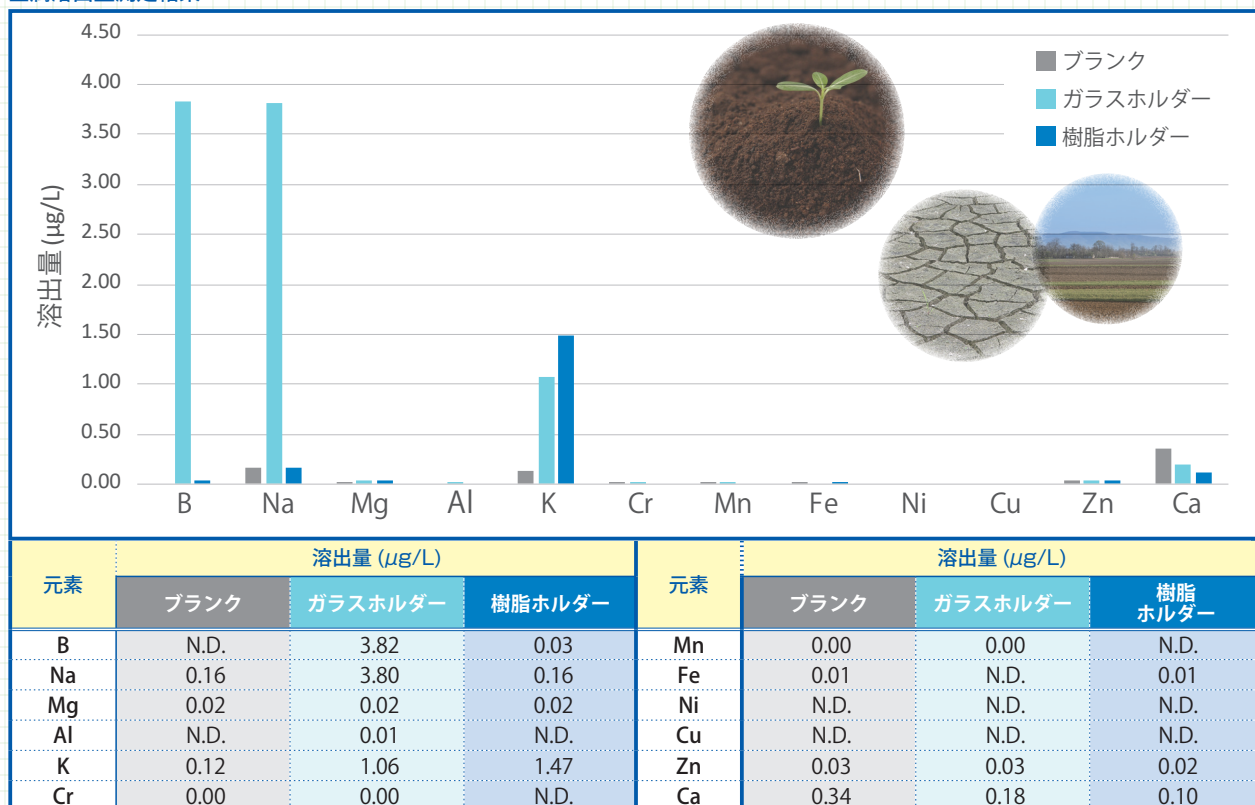 4.50
4.00
3.50
3.00
2.50
2.00
1.50
1.00
0.50
0.00
溶出量 (μg/L)
ブランク
ガラスホルダー
樹脂ホルダー
B Na Mg Al K Cr Mn Fe Ni Cu Zn Ca
元素 溶出量 (μg/L) 元素 溶出量 (μg/L)
ブランク ガラスホルダー 樹脂ホルダー ブランク ガラスホルダー 樹脂
ホルダー
B N.D. 3.82 0.03 Mn 0.00 0.00 N.D.
Na 0.16 3.80 0.16 Fe 0.01 N.D. 0.01
Mg 0.02 0.02 0.02 Ni N.D. N.D. N.D.
Al N.D. 0.01 N.D. Cu N.D. N.D. N.D.
K 0.12 1.06 1.47 Zn 0.03 0.03 0.02
Cr 0.00 0.00 N.D. Ca 0.34 0.18 0.10